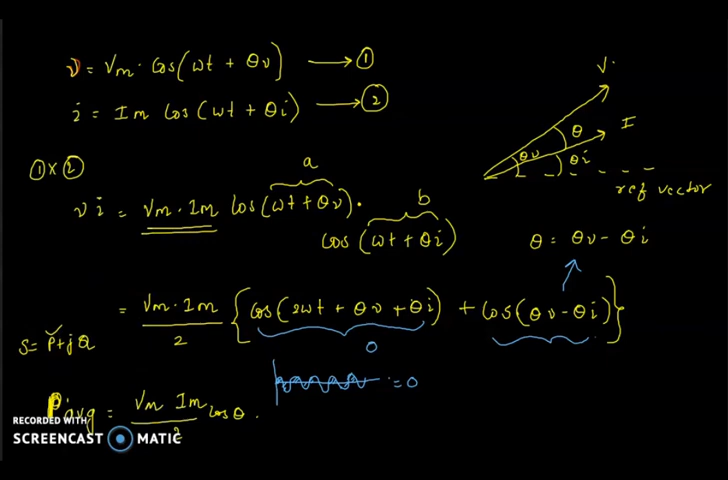 v = Vm · Cos(ωt + θv) → ①
i = Im Cos(ωt + θi) → ②
① × ②
a
v i = Vm · Im Cos(ωt + θv) ·
b
Cos(ωt + θi)
V
θ
I
θv
θi
ref vector
θ = θv - θi
= Vm · Im / 2 { Cos(2ωt + θv + θi) + Cos(θv - θi) }
0
S = P + jQ
= 0
Pavg = Vm Im / 2 Cosθ .
RECORDED WITH
SCREENCAST MATIC